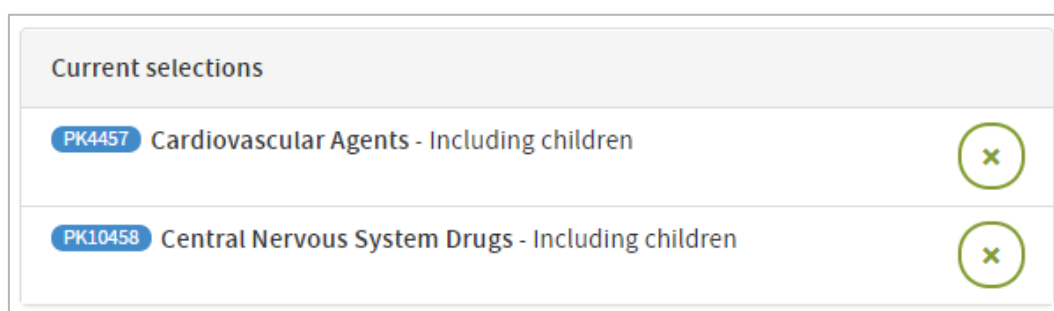 Current selections
PK4457 Cardiovascular Agents - Including children
PK10458 Central Nervous System Drugs - Including children